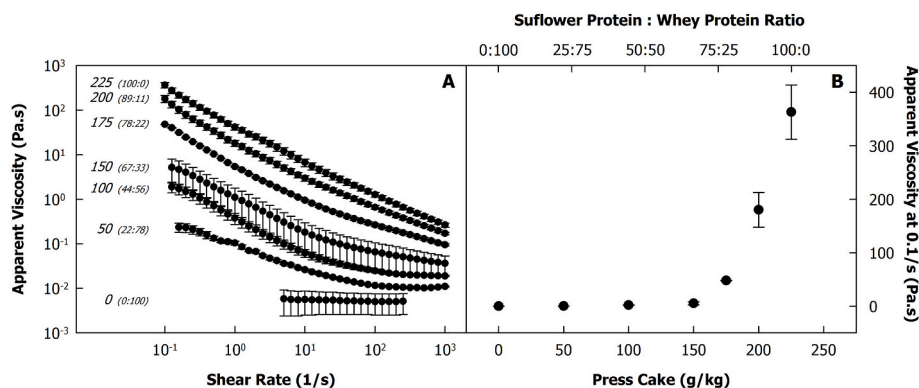 Suflower Protein : Whey Protein Ratio
0:100 25:75 50:50 75:25 100:0
A
B
Apparent Viscosity (Pa.s)
10³
10²
10¹
10⁰
10⁻¹
10⁻²
10⁻³
225 (100:0)
200 (89:11)
175 (78:22)
150 (67:33)
100 (44:56)
50 (22:78)
0 (0:100)
10⁻¹ 10⁰ 10¹ 10² 10³
Shear Rate (1/s)
0 50 100 150 200 250
Press Cake (g/kg)
400
300
200
100
0
Apparent Viscosity at 0.1/s (Pa.s)